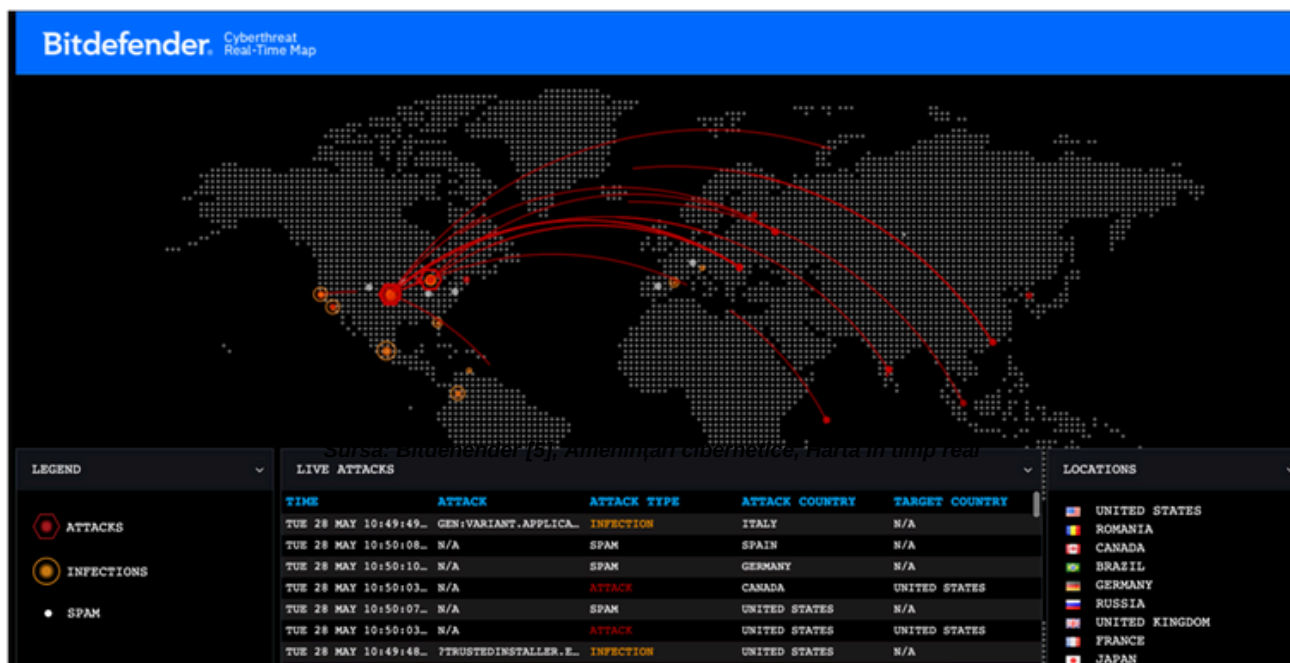 Bitdefender. Cyberthreat
Real-Time Map
Sursa: Bitdefender [5], Amenințări cibernetice, Harta în timp real
LEGEND
ATTACKS
INFECTIONS
SPAM
LIVE ATTACKS
TIME ATTACK ATTACK TYPE ATTACK COUNTRY TARGET COUNTRY
TUE 28 MAY 10:49:49… GEN:VARIANT.APPLICA… INFECTION ITALY N/A
TUE 28 MAY 10:50:08… N/A SPAM SPAIN N/A
TUE 28 MAY 10:50:10… N/A SPAM GERMANY N/A
TUE 28 MAY 10:50:03… N/A ATTACK CANADA UNITED STATES
TUE 28 MAY 10:50:07… N/A SPAM UNITED STATES N/A
TUE 28 MAY 10:50:03… N/A ATTACK UNITED STATES UNITED STATES
TUE 28 MAY 10:49:48… ?TRUSTEDINSTALLER.E… INFECTION UNITED STATES N/A
LOCATIONS
UNITED STATES
ROMANIA
CANADA
BRAZIL
GERMANY
RUSSIA
UNITED KINGDOM
FRANCE
JAPAN